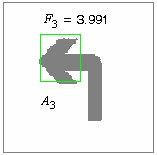 F₃ = 3.991
A₃